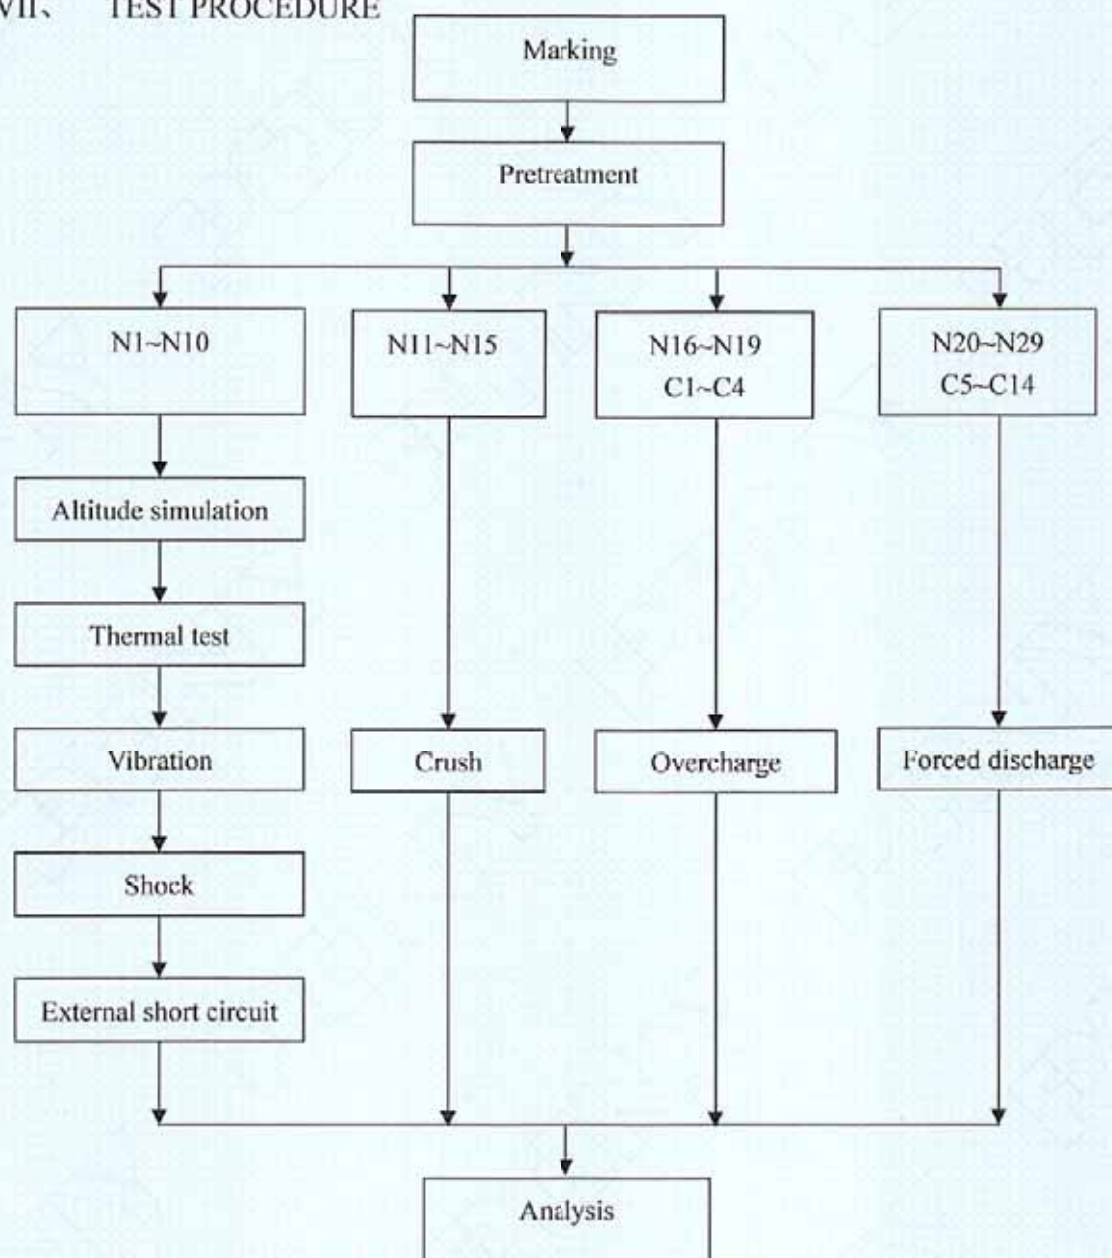 VII、 TEST PROCEDURE
Marking
Pretreatment
N1~N10
N11~N15
N16~N19
C1~C4
N20~N29
C5~C14
Altitude simulation
Thermal test
Vibration
Crush
Overcharge
Forced discharge
Shock
External short circuit
Analysis